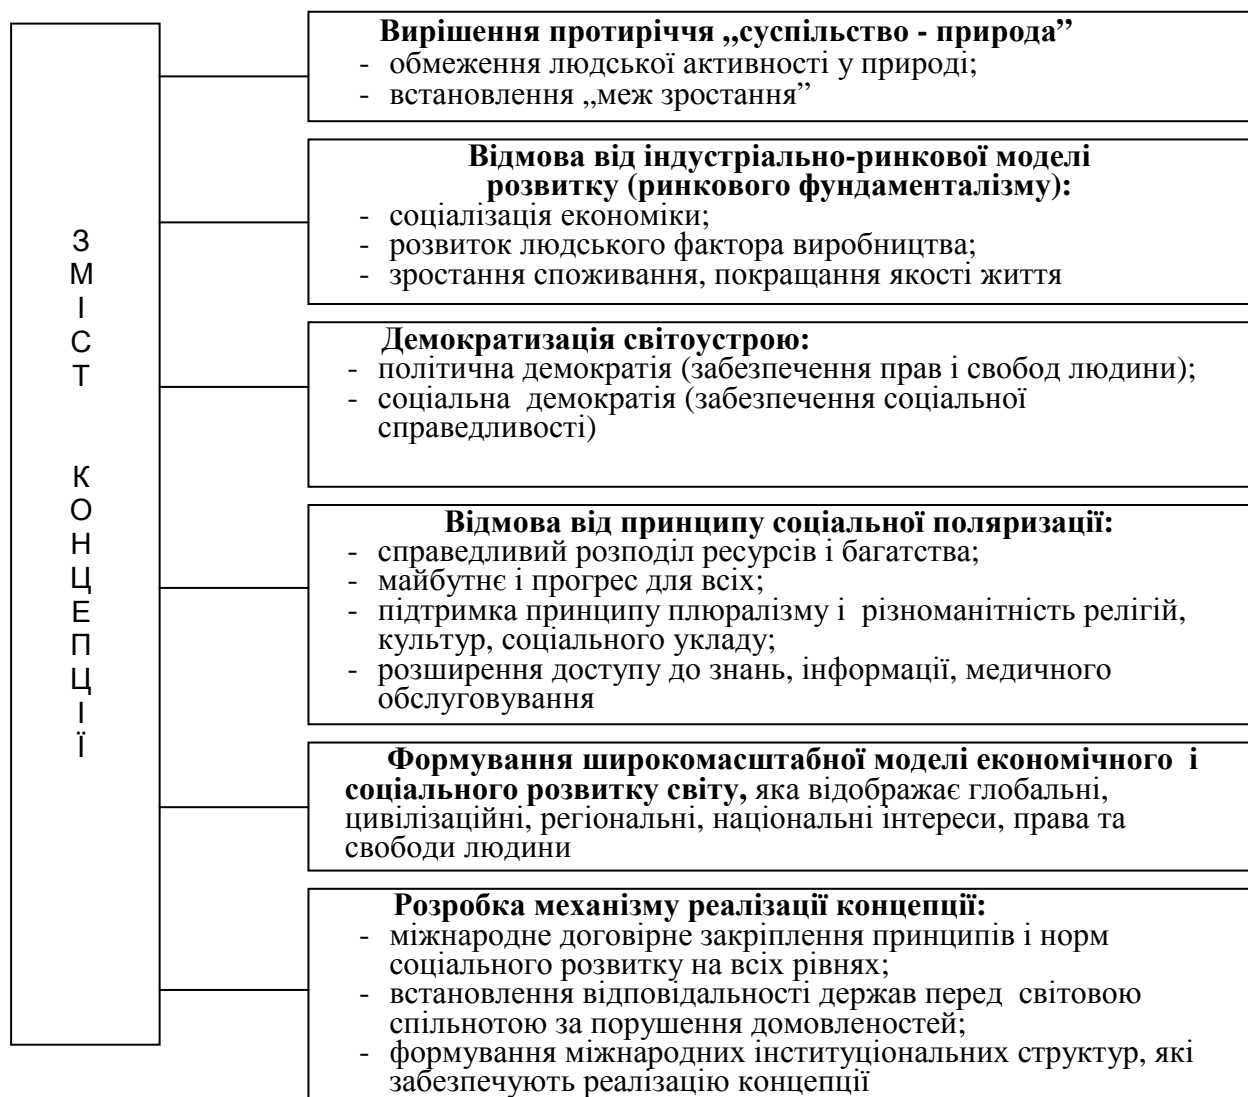 ЗМІСТ КОНЦЕПЦІЇ
Вирішення протиріччя „суспільство - природа”
- обмеження людської активності у природі;
- встановлення „меж зростання”
Відмова від індустріально-ринкової моделі
розвитку (ринкового фундаменталізму):
- соціалізація економіки;
- розвиток людського фактора виробництва;
- зростання споживання, покращання якості життя
Демократизація світоустрою:
- політична демократія (забезпечення прав і свобод людини);
- соціальна демократія (забезпечення соціальної
справедливості)
Відмова від принципу соціальної поляризації:
- справедливий розподіл ресурсів і багатства;
- майбутнє і прогрес для всіх;
- підтримка принципу плюралізму і різноманітність релігій,
культур, соціального укладу;
- розширення доступу до знань, інформації, медичного
обслуговування
Формування широкомасштабної моделі економічного і
соціального розвитку світу, яка відображає глобальні,
цивілізаційні, регіональні, національні інтереси, права та
свободи людини
Розробка механізму реалізації концепції:
- міжнародне договірне закріплення принципів і норм
соціального розвитку на всіх рівнях;
- встановлення відповідальності держав перед світовою
спільнотою за порушення домовленостей;
- формування міжнародних інституціональних структур, які
забезпечують реалізацію концепції